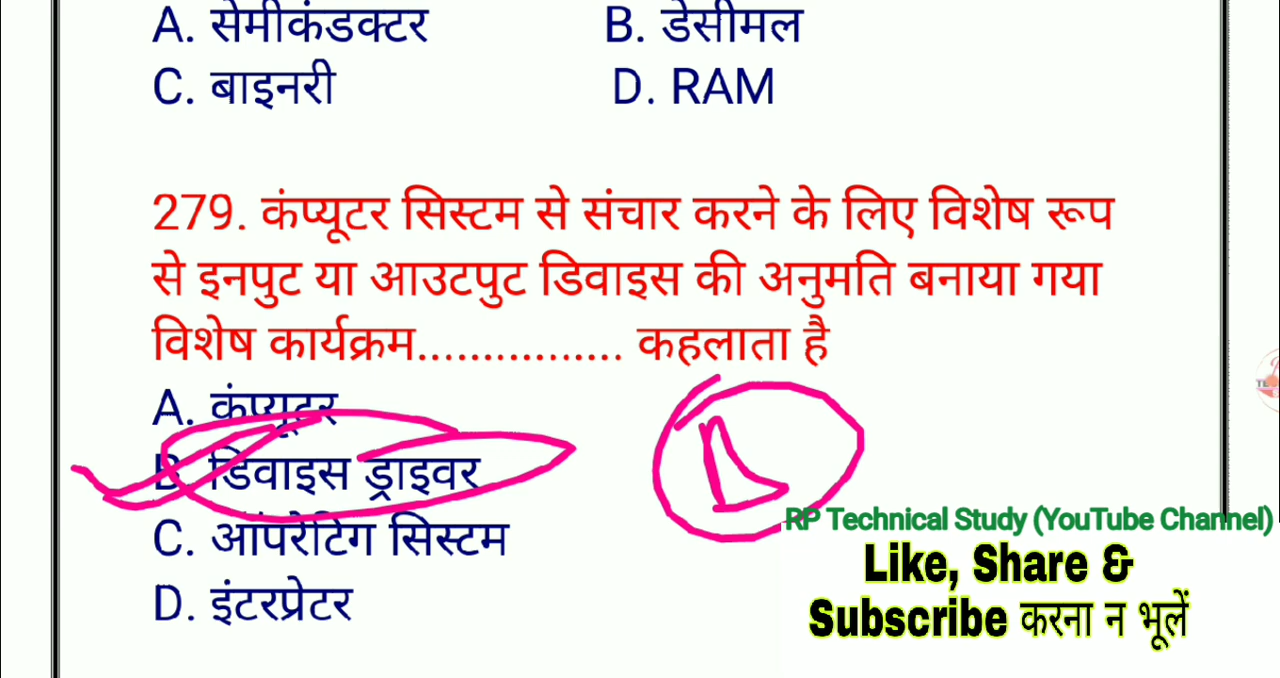 A. सेमीकंडक्टर B. डेसीमल
C. बाइनरी D. RAM
279. कंप्यूटर सिस्टम से संचार करने के लिए विशेष रूप
से इनपुट या आउटपुट डिवाइस की अनुमति बनाया गया
विशेष कार्यक्रम................ कहलाता है
A. कंप्यूटर
B. डिवाइस ड्राइवर
C. ऑपरेटिंग सिस्टम
D. इंटरप्रेटर
RP Technical Study (YouTube Channel)
Like, Share &
Subscribe करना न भूलें